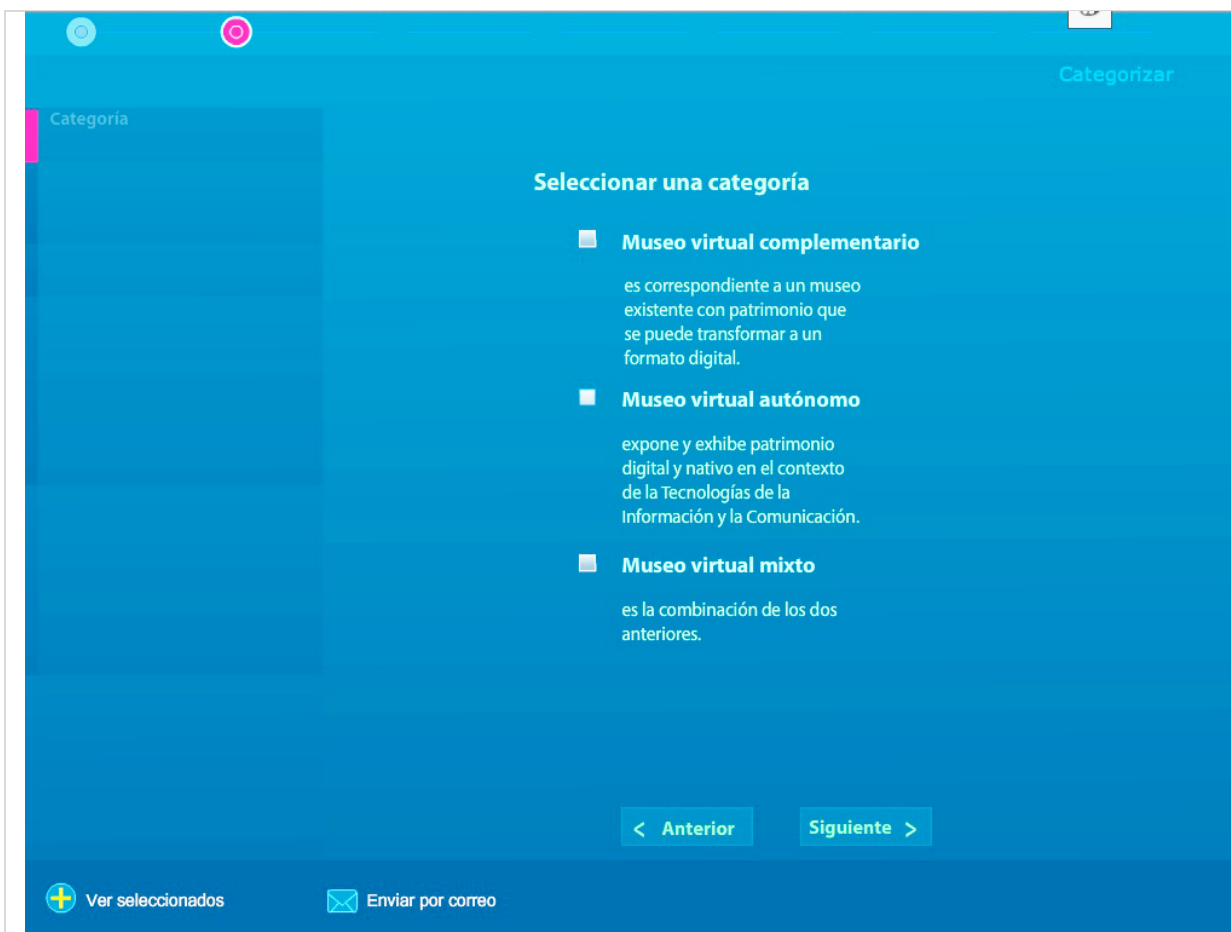 Categorizar
Categoría
Seleccionar una categoría
Museo virtual complementario
es correspondiente a un museo
existente con patrimonio que
se puede transformar a un
formato digital.
Museo virtual autónomo
expone y exhibe patrimonio
digital y nativo en el contexto
de la Tecnologías de la
Información y la Comunicación.
Museo virtual mixto
es la combinación de los dos
anteriores.
< Anterior
Siguiente >
Ver seleccionados
Enviar por correo